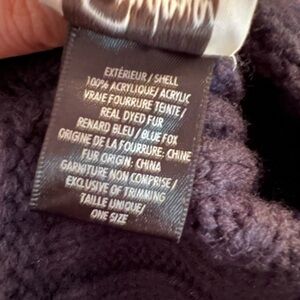 EXTÉRIEUR / SHELL
100% ACRYLIQUE / ACRYLIC
VRAIE FOURRURE TEINTE /
REAL DYED FUR
RENARD BLEU / BLUE FOX
ORIGINE DE LA FOURRURE: CHINE
FUR ORIGIN: CHINA
GARNITURE NON COMPRISE /
EXCLUSIVE OF TRIMMING
TAILLE UNIQUE/
ONE SIZE